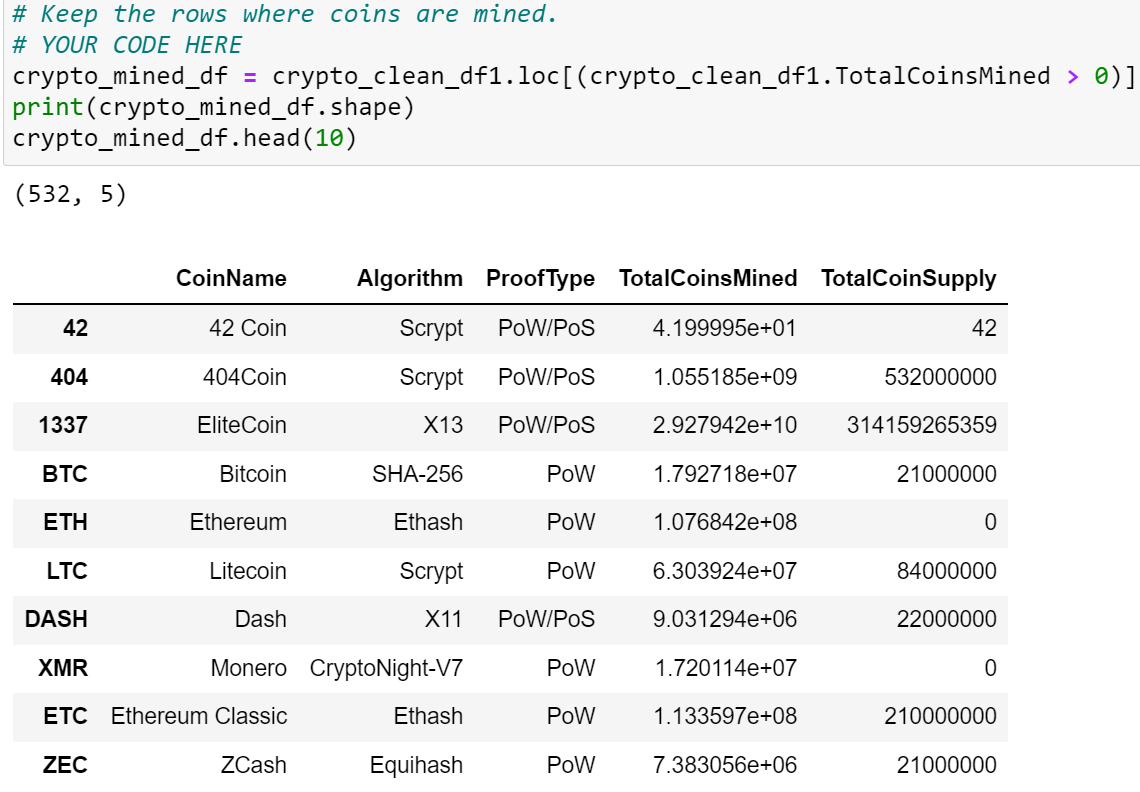 # Keep the rows where coins are mined.
# YOUR CODE HERE
crypto_mined_df = crypto_clean_df1.loc[(crypto_clean_df1.TotalCoinsMined > 0)]
print(crypto_mined_df.shape)
crypto_mined_df.head(10)
(532, 5)
CoinName Algorithm ProofType TotalCoinsMined TotalCoinSupply
42 42 Coin Scrypt PoW/PoS 4.199995e+01 42
404 404Coin Scrypt PoW/PoS 1.055185e+09 532000000
1337 EliteCoin X13 PoW/PoS 2.927942e+10 314159265359
BTC Bitcoin SHA-256 PoW 1.792718e+07 21000000
ETH Ethereum Ethash PoW 1.076842e+08 0
LTC Litecoin Scrypt PoW 6.303924e+07 84000000
DASH Dash X11 PoW/PoS 9.031294e+06 22000000
XMR Monero CryptoNight-V7 PoW 1.720114e+07 0
ETC Ethereum Classic Ethash PoW 1.133597e+08 210000000
ZEC ZCash Equihash PoW 7.383056e+06 21000000